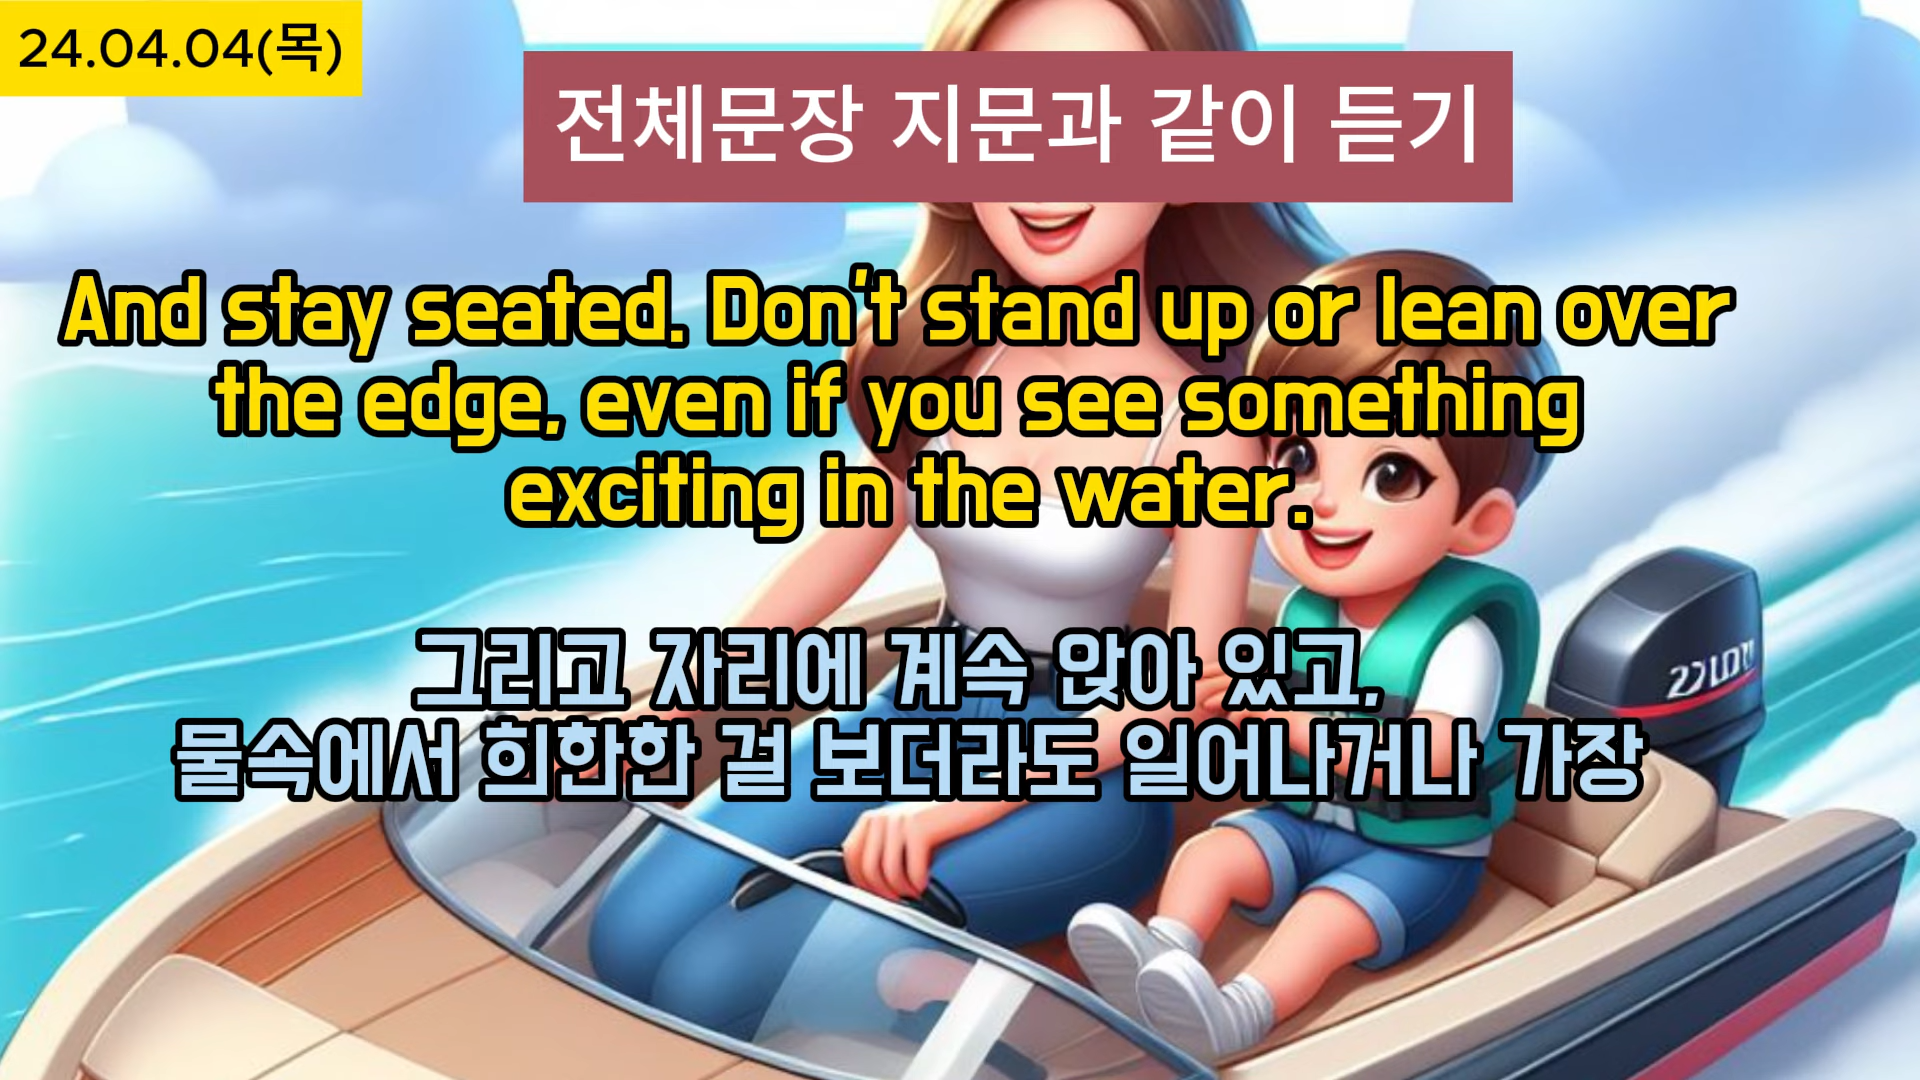 24.04.04(목)
전체문장 지문과 같이 듣기
And stay seated. Don't stand up or lean over
the edge, even if you see something
exciting in the water.
그리고 자리에 계속 앉아 있고,
물속에서 희한한 걸 보더라도 일어나거나 가장